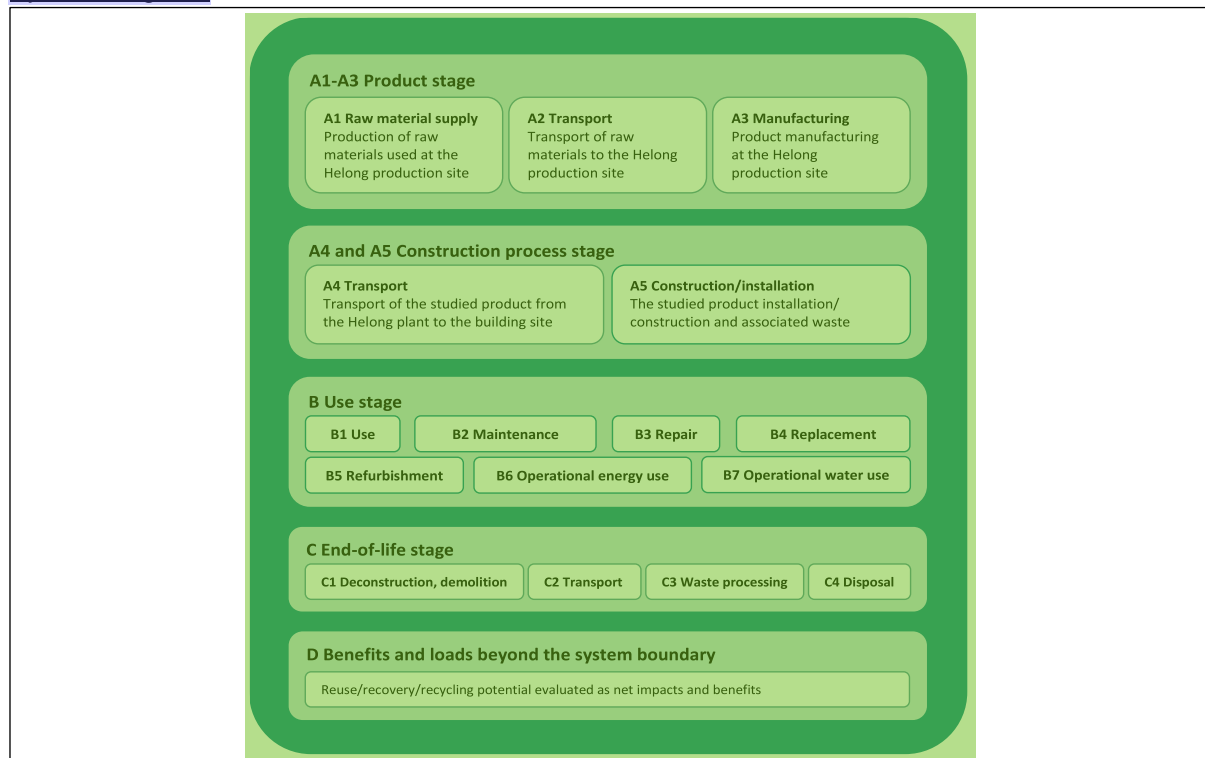 A1-A3 Product stage
A1 Raw material supply
Production of raw
materials used at the
Helong production site
A2 Transport
Transport of raw
materials to the Helong
production site
A3 Manufacturing
Product manufacturing
at the Helong
production site
A4 and A5 Construction process stage
A4 Transport
Transport of the studied product from
the Helong plant to the building site
A5 Construction/installation
The studied product installation/
construction and associated waste
B Use stage
B1 Use
B2 Maintenance
B3 Repair
B4 Replacement
B5 Refurbishment
B6 Operational energy use
B7 Operational water use
C End-of-life stage
C1 Deconstruction, demolition
C2 Transport
C3 Waste processing
C4 Disposal
D Benefits and loads beyond the system boundary
Reuse/recovery/recycling potential evaluated as net impacts and benefits